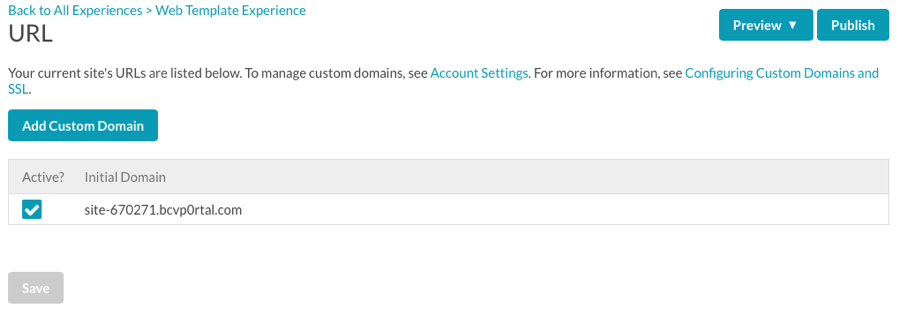 Back to All Experiences > Web Template Experience
URL
Preview ▼
Publish
Your current site's URLs are listed below. To manage custom domains, see Account Settings. For more information, see Configuring Custom Domains and
SSL.
Add Custom Domain
Active? Initial Domain
site-670271.bcvp0rtal.com
Save